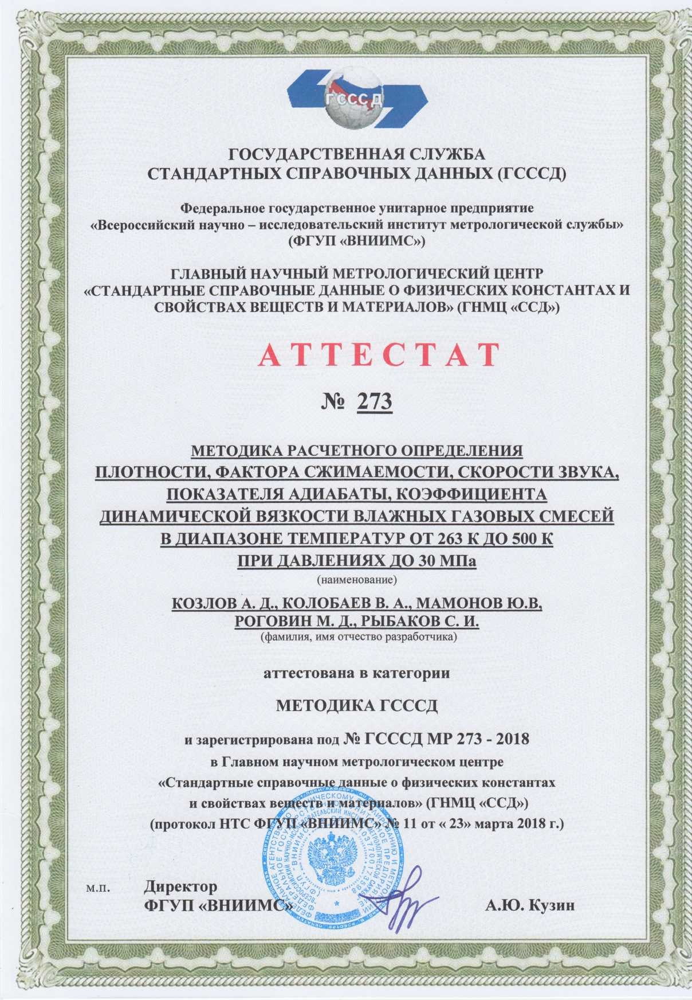 ГСССД
ГОСУДАРСТВЕННАЯ СЛУЖБА
СТАНДАРТНЫХ СПРАВОЧНЫХ ДАННЫХ (ГСССД)
Федеральное государственное унитарное предприятие
«Всероссийский научно – исследовательский институт метрологической службы»
(ФГУП «ВНИИМС»)
ГЛАВНЫЙ НАУЧНЫЙ МЕТРОЛОГИЧЕСКИЙ ЦЕНТР
«СТАНДАРТНЫЕ СПРАВОЧНЫЕ ДАННЫЕ О ФИЗИЧЕСКИХ КОНСТАНТАХ И
СВОЙСТВАХ ВЕЩЕСТВ И МАТЕРИАЛОВ» (ГНМЦ «ССД»)
АТТЕСТАТ
№ 273
МЕТОДИКА РАСЧЕТНОГО ОПРЕДЕЛЕНИЯ
ПЛОТНОСТИ, ФАКТОРА СЖИМАЕМОСТИ, СКОРОСТИ ЗВУКА,
ПОКАЗАТЕЛЯ АДИАБАТЫ, КОЭФФИЦИЕНТА
ДИНАМИЧЕСКОЙ ВЯЗКОСТИ ВЛАЖНЫХ ГАЗОВЫХ СМЕСЕЙ
В ДИАПАЗОНЕ ТЕМПЕРАТУР ОТ 263 К ДО 500 К
ПРИ ДАВЛЕНИЯХ ДО 30 МПа
(наименование)
КОЗЛОВ А. Д., КОЛОБАЕВ В. А., МАМОНОВ Ю.В,
РОГОВИН М. Д., РЫБАКОВ С. И.
(фамилия, имя отчество разработчика)
аттестована в категории
МЕТОДИКА ГСССД
и зарегистрирована под № ГСССД МР 273 - 2018
в Главном научном метрологическом центре
«Стандартные справочные данные о физических константах
и свойствах веществ и материалов» (ГНМЦ «ССД»)
(протокол НТС ФГУП «ВНИИМС» № 11 от « 23» марта 2018 г.)
м.п. Директор
ФГУП «ВНИИМС» А.Ю. Кузин